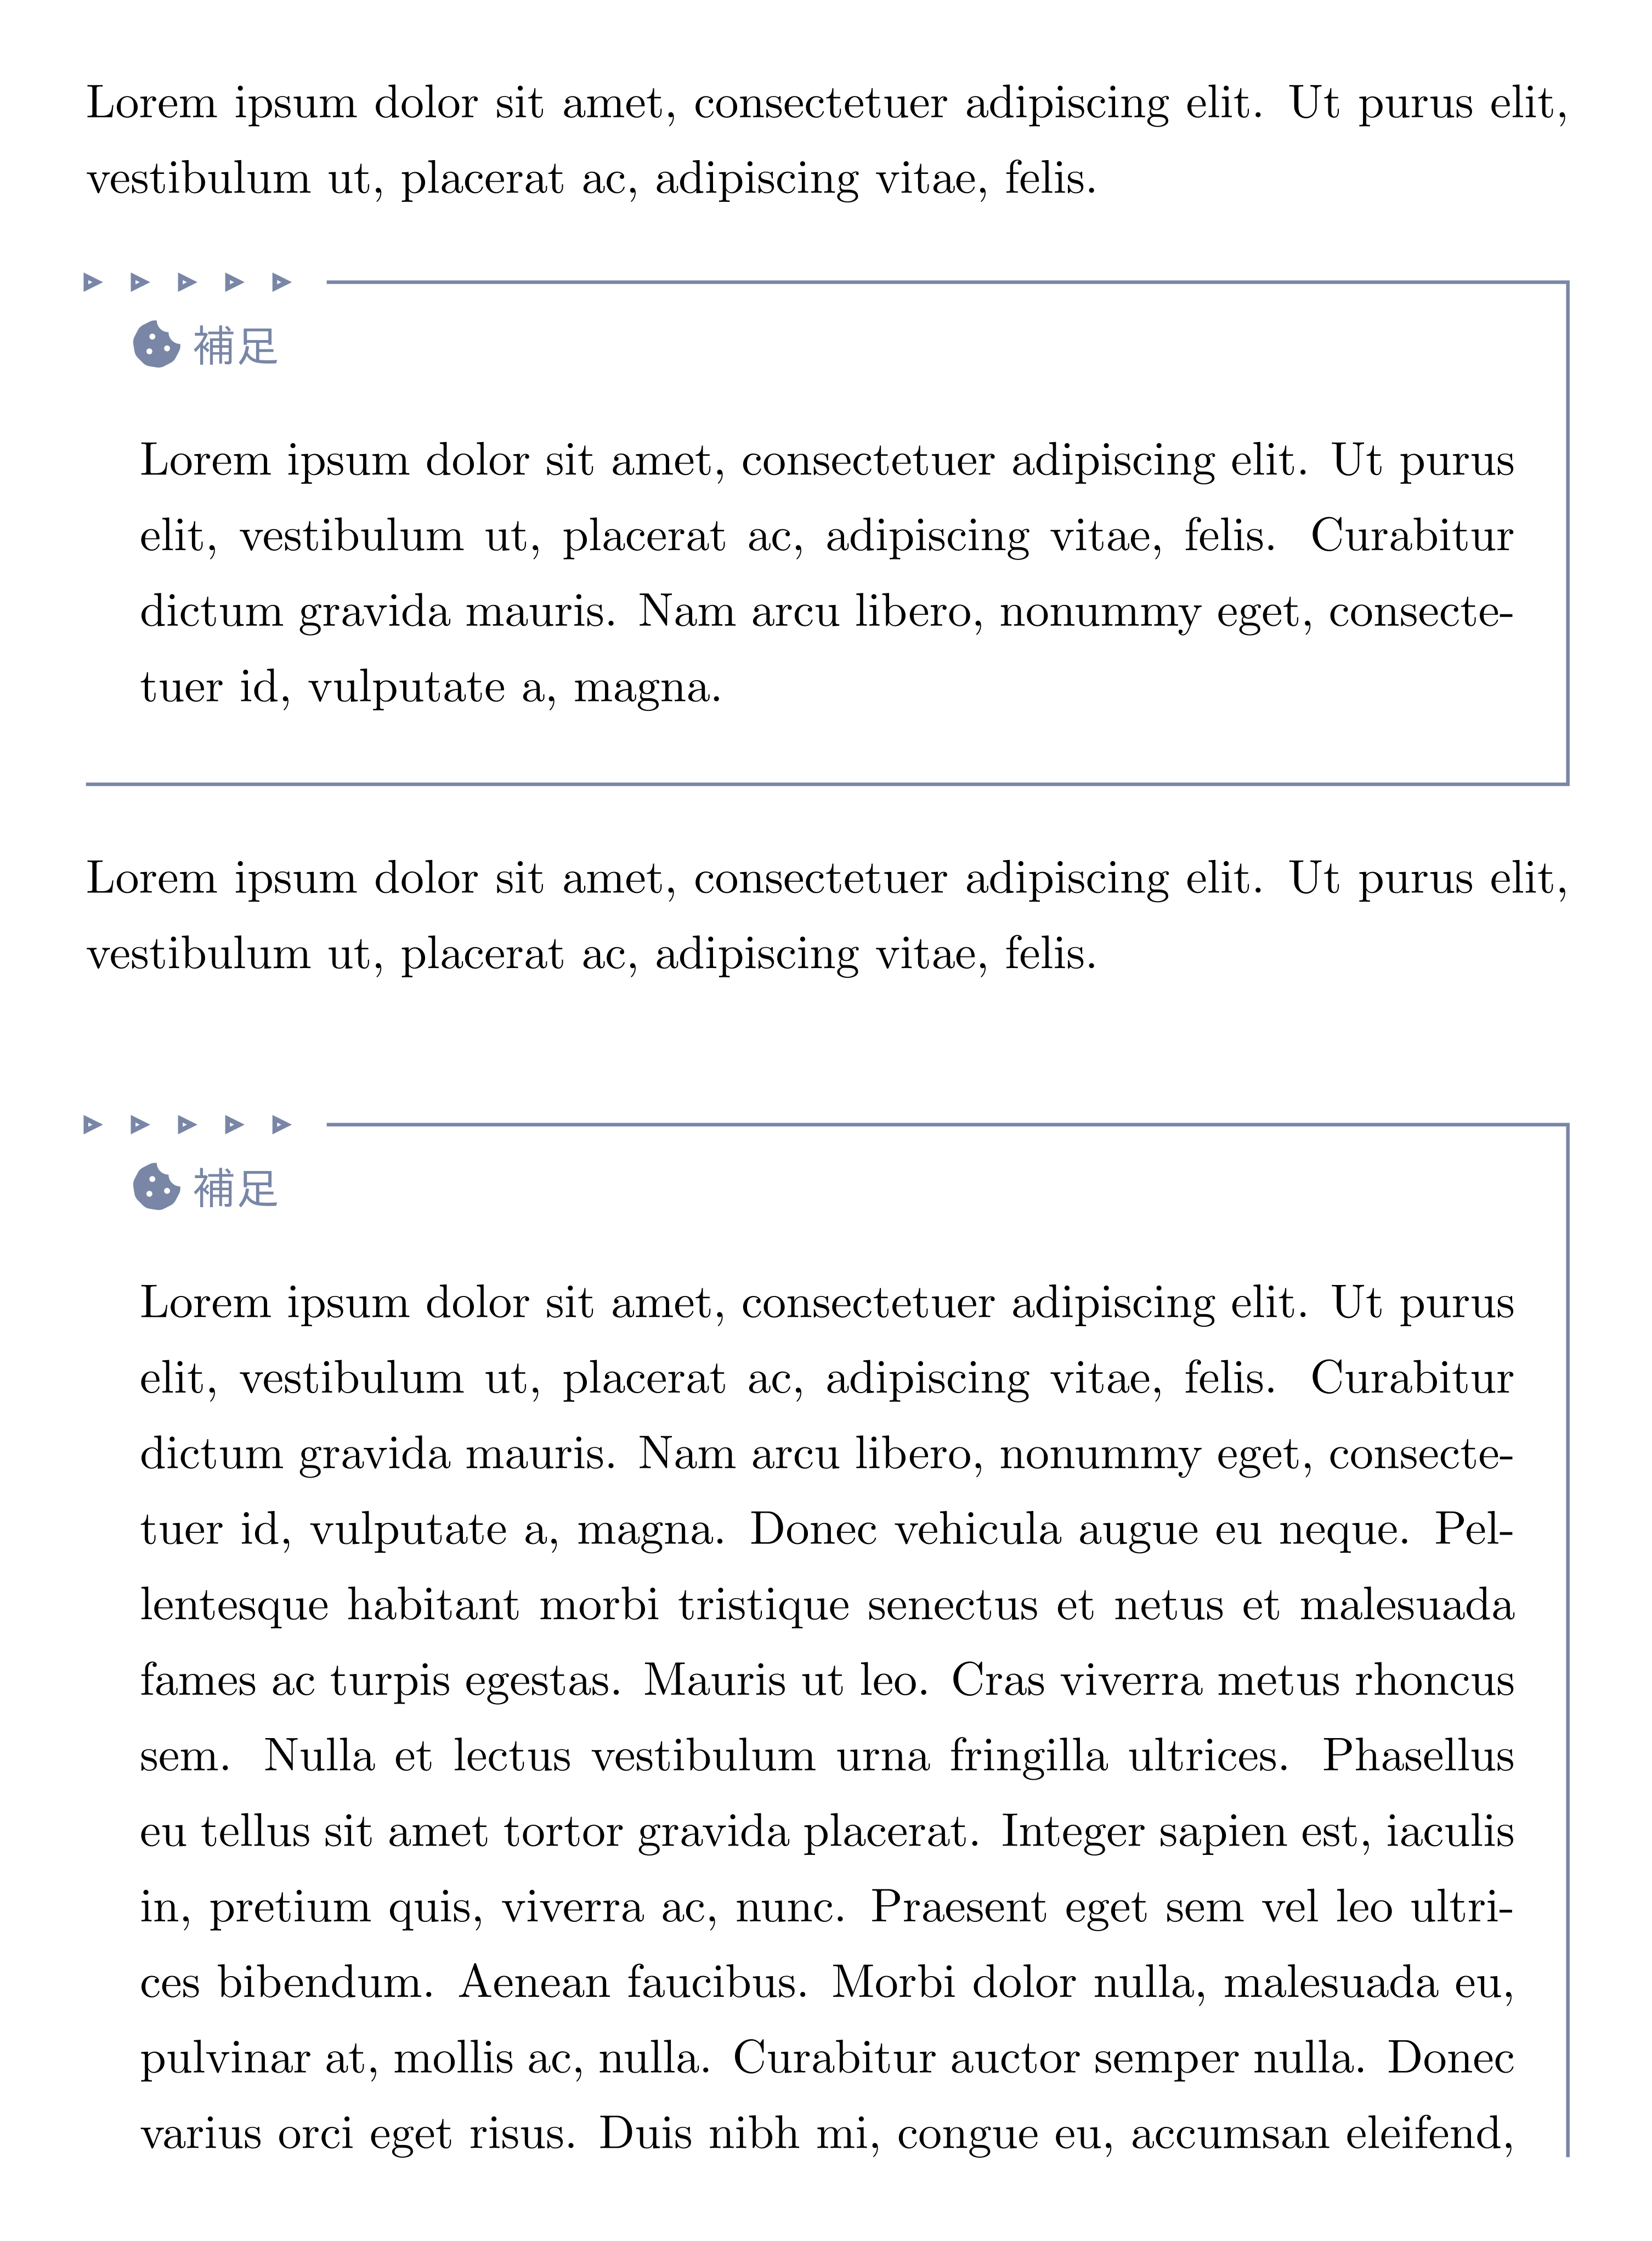 Lorem ipsum dolor sit amet, consectetuer adipiscing elit. Ut purus elit,
vestibulum ut, placerat ac, adipiscing vitae, felis.
補足
Lorem ipsum dolor sit amet, consectetuer adipiscing elit. Ut purus
elit, vestibulum ut, placerat ac, adipiscing vitae, felis. Curabitur
dictum gravida mauris. Nam arcu libero, nonummy eget, consecte-
tuer id, vulputate a, magna.
Lorem ipsum dolor sit amet, consectetuer adipiscing elit. Ut purus elit,
vestibulum ut, placerat ac, adipiscing vitae, felis.
補足
Lorem ipsum dolor sit amet, consectetuer adipiscing elit. Ut purus
elit, vestibulum ut, placerat ac, adipiscing vitae, felis. Curabitur
dictum gravida mauris. Nam arcu libero, nonummy eget, consecte-
tuer id, vulputate a, magna. Donec vehicula augue eu neque. Pel-
lentesque habitant morbi tristique senectus et netus et malesuada
fames ac turpis egestas. Mauris ut leo. Cras viverra metus rhoncus
sem. Nulla et lectus vestibulum urna fringilla ultrices. Phasellus
eu tellus sit amet tortor gravida placerat. Integer sapien est, iaculis
in, pretium quis, viverra ac, nunc. Praesent eget sem vel leo ultri-
ces bibendum. Aenean faucibus. Morbi dolor nulla, malesuada eu,
pulvinar at, mollis ac, nulla. Curabitur auctor semper nulla. Donec
varius orci eget risus. Duis nibh mi, congue eu, accumsan eleifend,